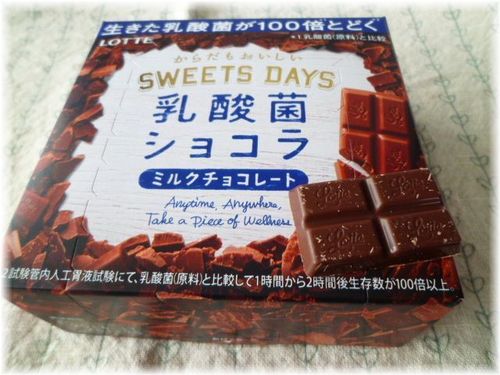 生きた乳酸菌が100倍とどく
LOTTE
*1乳酸菌(原料)と比較
からだもおいしい
SWEETS DAYS
乳酸菌
ショコラ
ミルクチョコレート
Anytime, Anywhere,
Take a Piece of Wellness
2試験管内人工胃液試験にて、乳酸菌(原料)と比較して1時間から2時間後生存数が100倍以上。
Lotte
Lotte